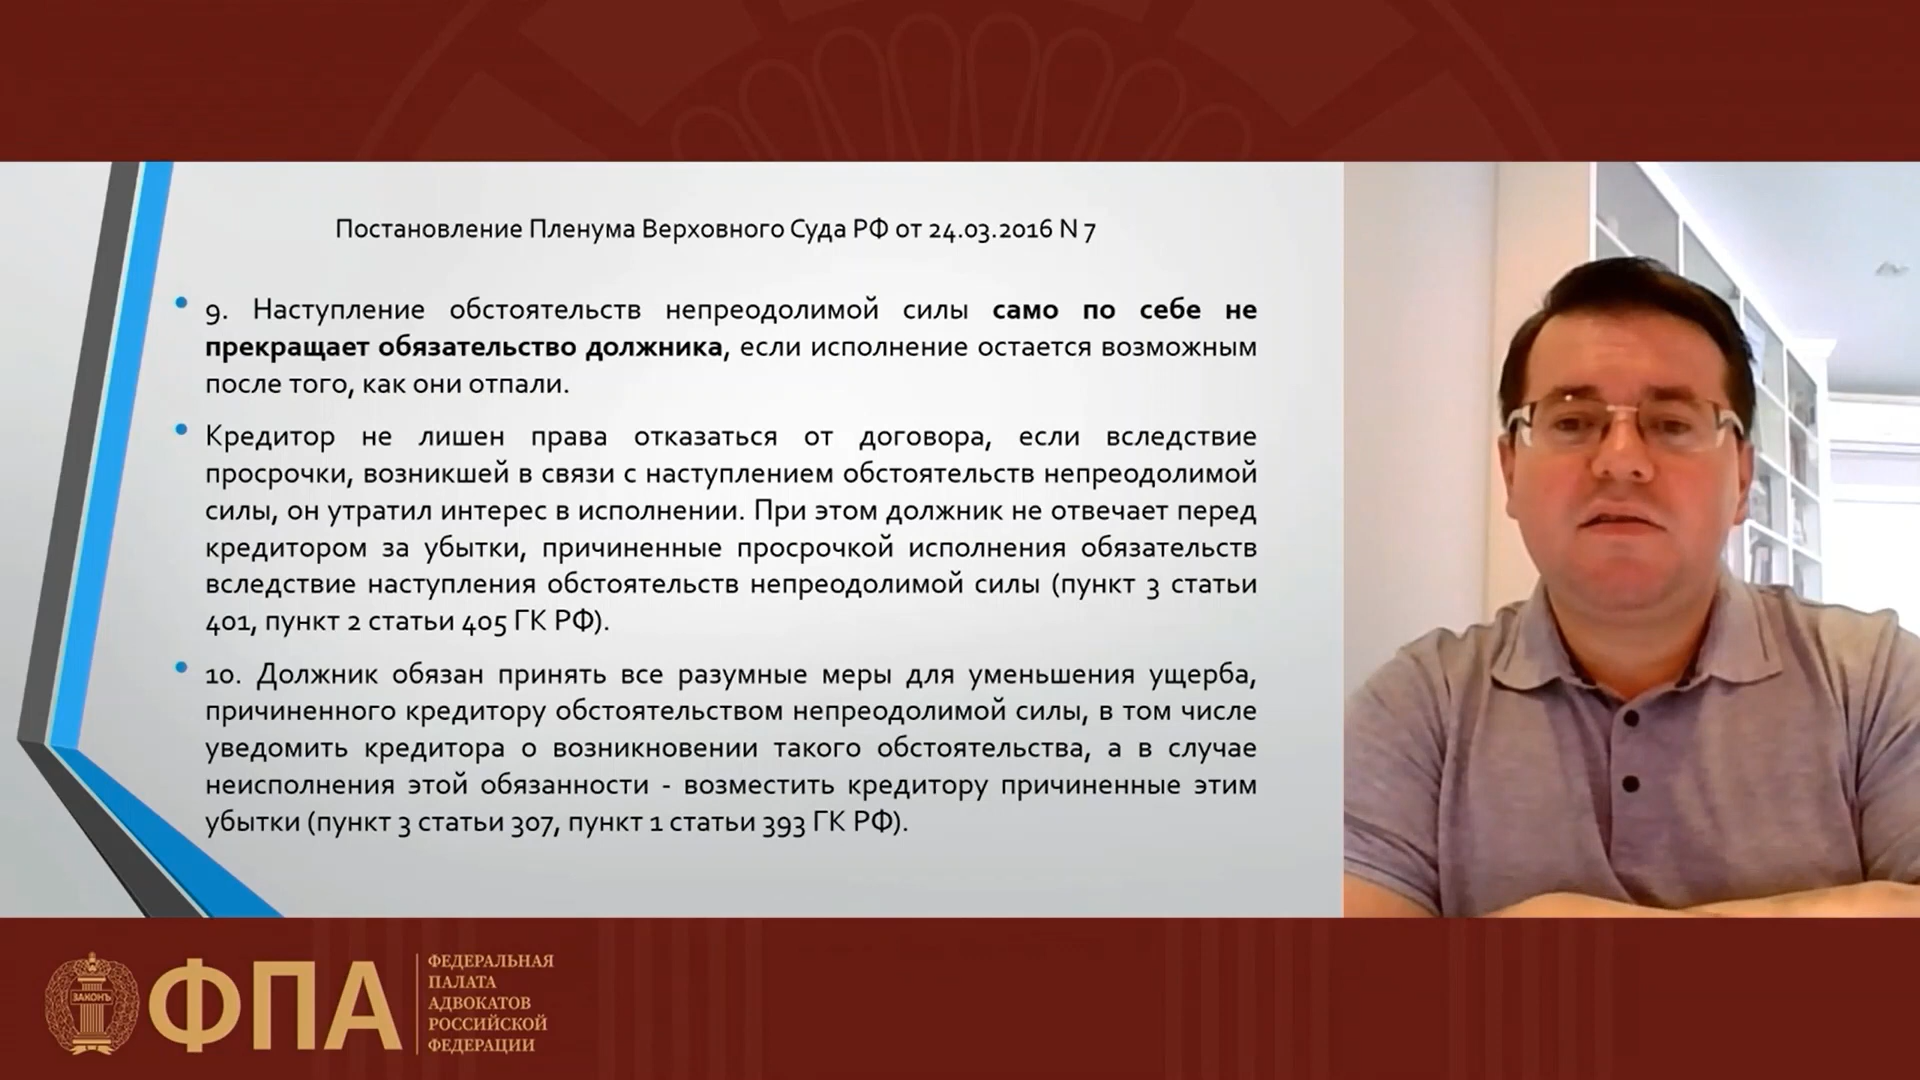 Постановление Пленума Верховного Суда РФ от 24.03.2016 N 7
• 9. Наступление обстоятельств непреодолимой силы само по себе не
прекращает обязательство должника, если исполнение остается возможным
после того, как они отпали.
• Кредитор не лишен права отказаться от договора, если вследствие
просрочки, возникшей в связи с наступлением обстоятельств непреодолимой
силы, он утратил интерес в исполнении. При этом должник не отвечает перед
кредитором за убытки, причиненные просрочкой исполнения обязательств
вследствие наступления обстоятельств непреодолимой силы (пункт 3 статьи
401, пункт 2 статьи 405 ГК РФ).
• 10. Должник обязан принять все разумные меры для уменьшения ущерба,
причиненного кредитору обстоятельством непреодолимой силы, в том числе
уведомить кредитора о возникновении такого обстоятельства, а в случае
неисполнения этой обязанности - возместить кредитору причиненные этим
убытки (пункт 3 статьи 307, пункт 1 статьи 393 ГК РФ).
ЗАКОНЪ
ФПА
ФЕДЕРАЛЬНАЯ
ПАЛАТА
АДВОКАТОВ
РОССИЙСКОЙ
ФЕДЕРАЦИИ